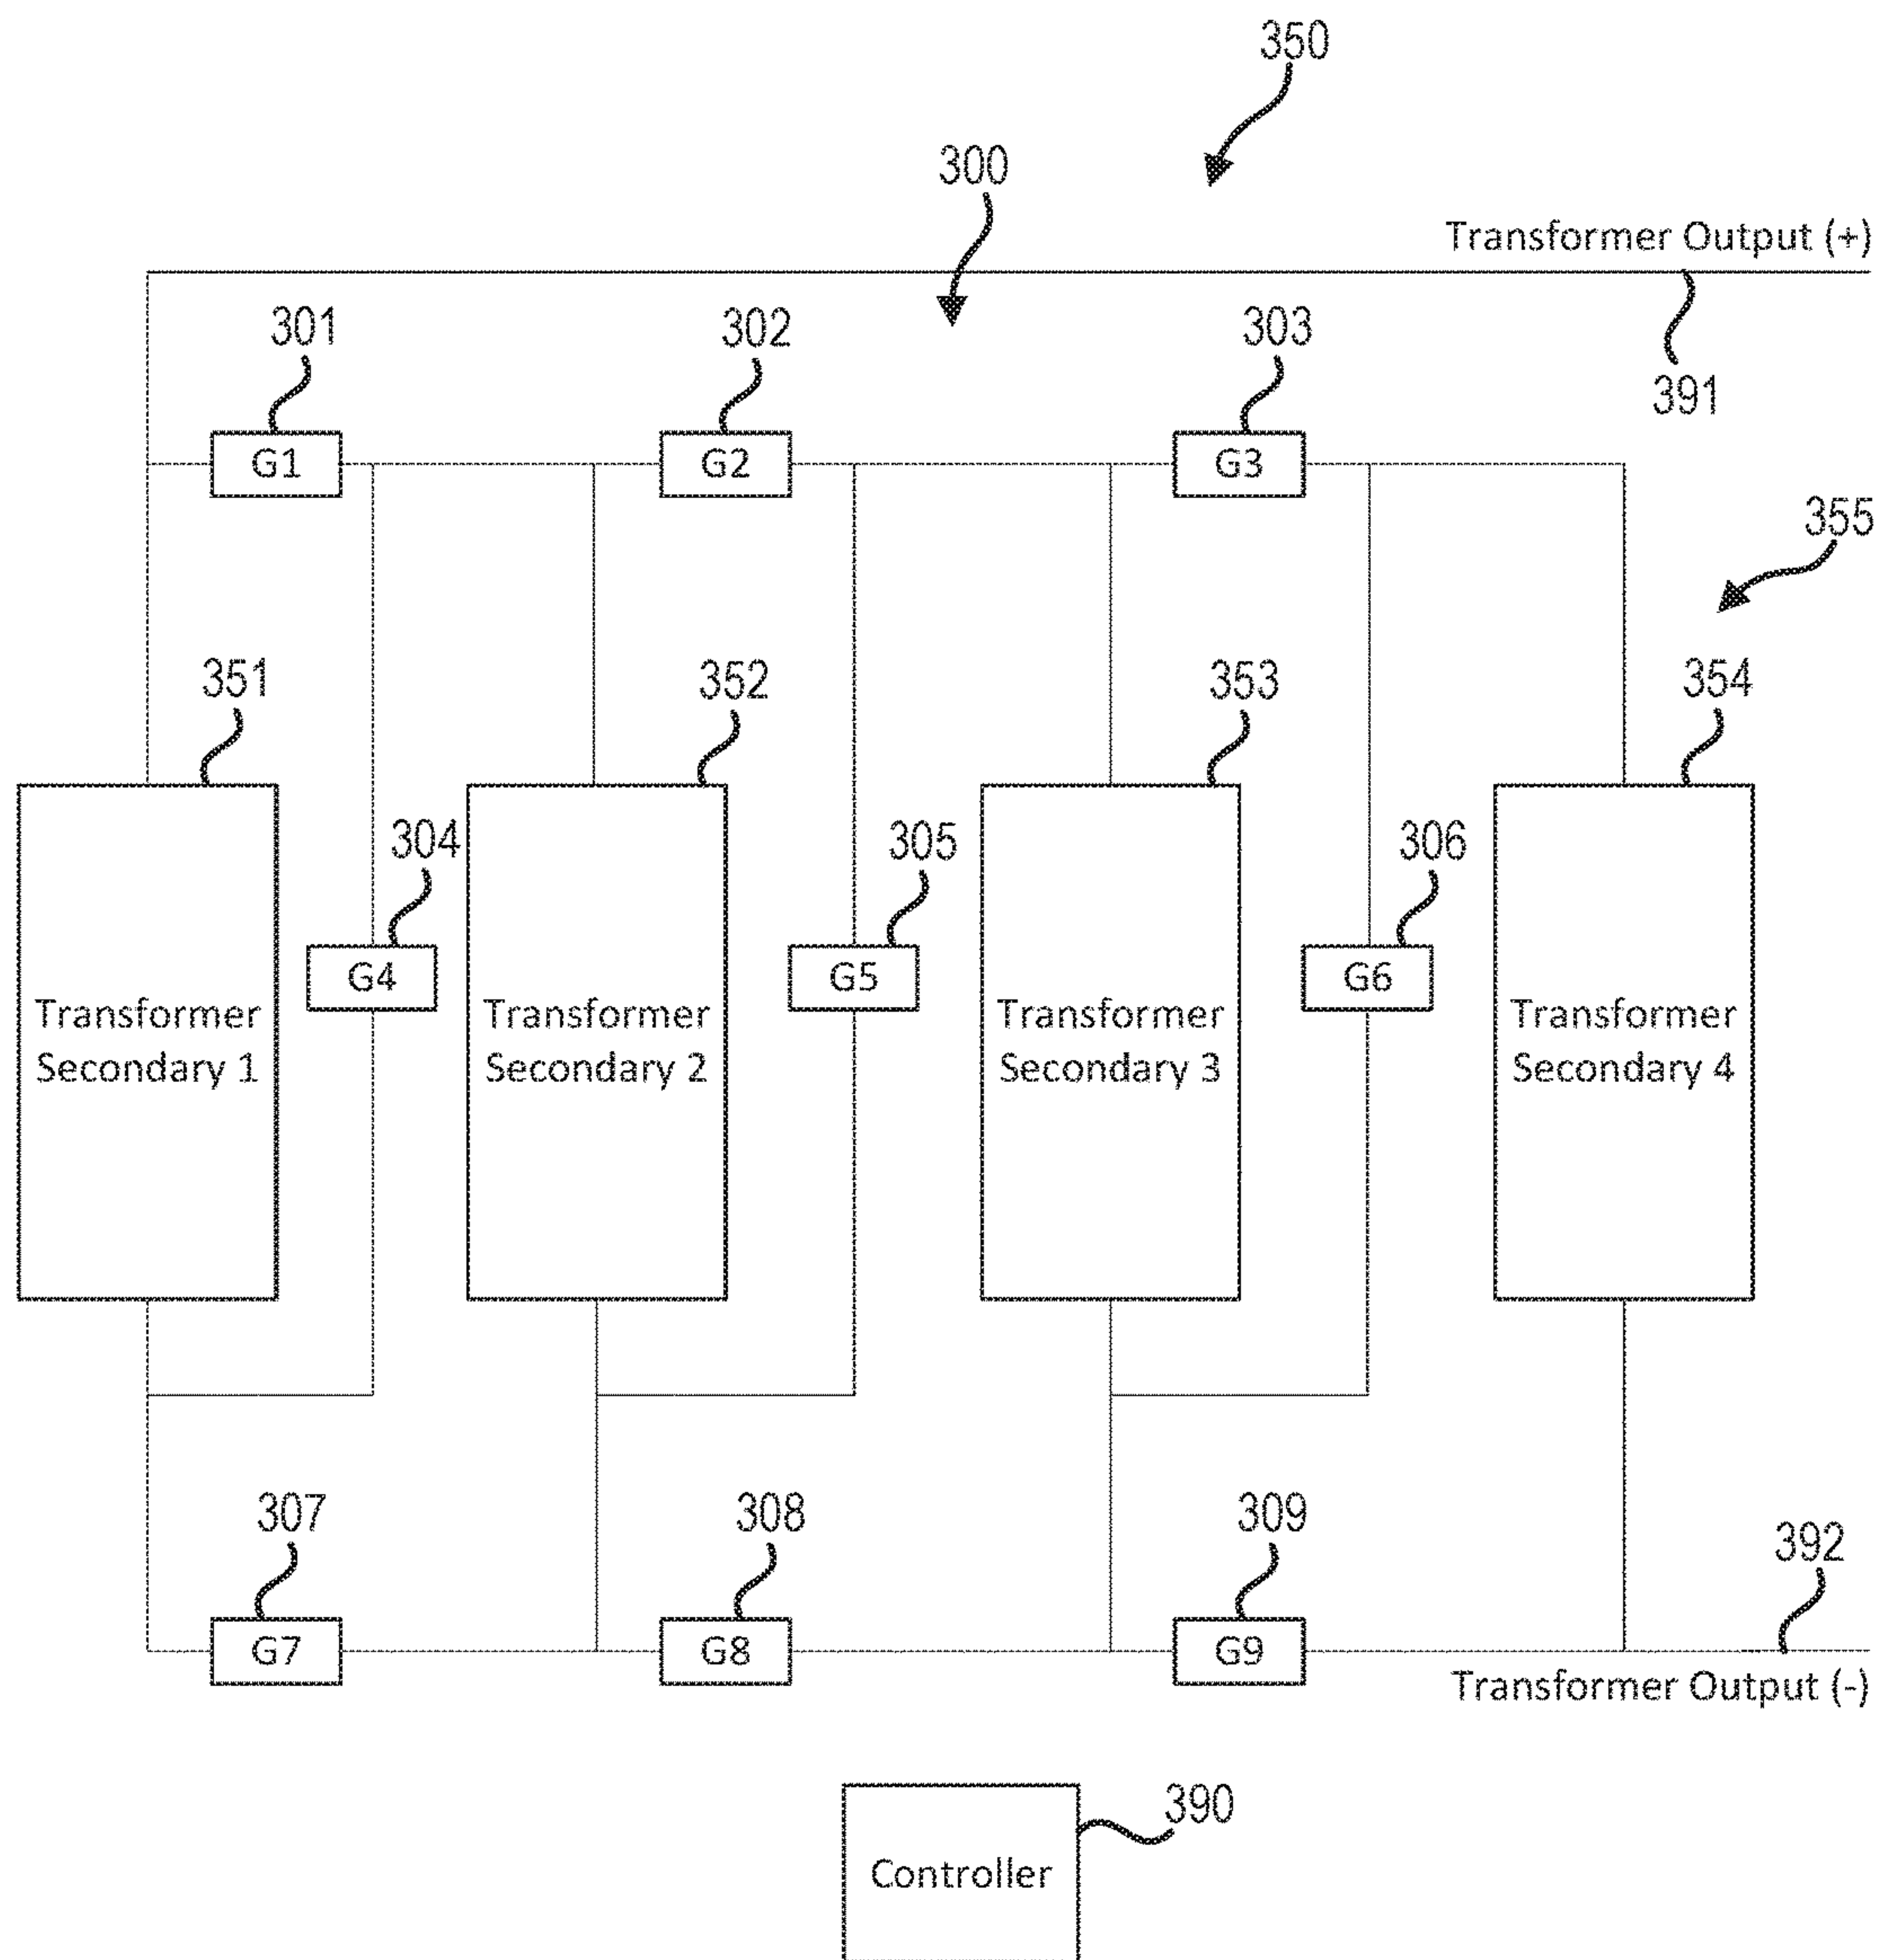 350
300
Transformer Output (+)
301
302
303
391
G1
G2
G3
355
351
352
353
354
304
305
306
G4
G5
G6
Transformer
Secondary 1
Transformer
Secondary 2
Transformer
Secondary 3
Transformer
Secondary 4
307
308
309
392
G7
G8
G9
Transformer Output (-)
390
Controller